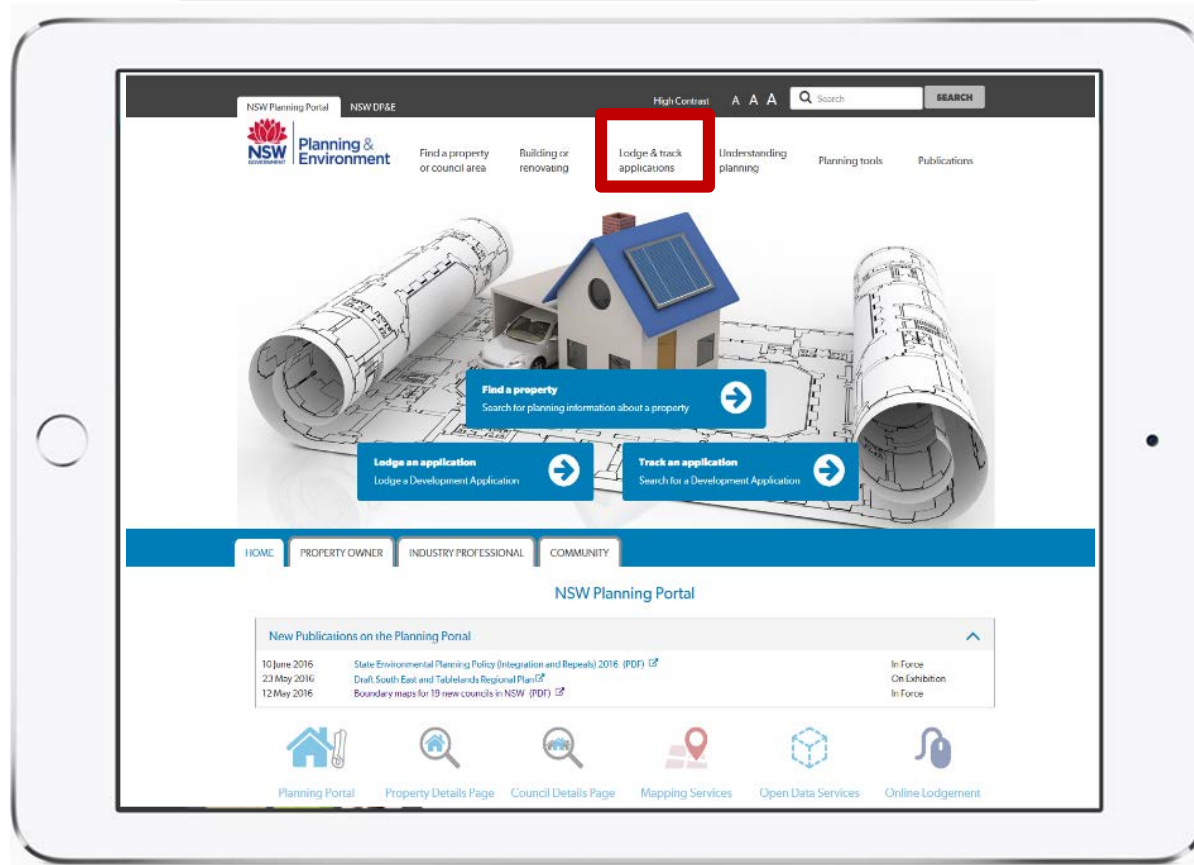 NSW Planning Portal
NSW DP&E
High Contrast
A A A
Search
SEARCH
NSW
GOVERNMENT
Planning &
Environment
Find a property
or council area
Building or
renovating
Lodge & track
applications
Understanding
planning
Planning tools
Publications
Find a property
Search for planning information about a property
Lodge an application
Lodge a Development Application
Track an application
Search for a Development Application
HOME
PROPERTY OWNER
INDUSTRY PROFESSIONAL
COMMUNITY
NSW Planning Portal
New Publications on the Planning Portal
10 June 2016 State Environmental Planning Policy (Integration and Repeals) 2016 (PDF) In Force
23 May 2016 Draft South East and Tablelands Regional Plan On Exhibition
12 May 2016 Boundary maps for 19 new councils in NSW (PDF) In Force
Planning Portal
Property Details Page
Council Details Page
Mapping Services
Open Data Services
Online Lodgement